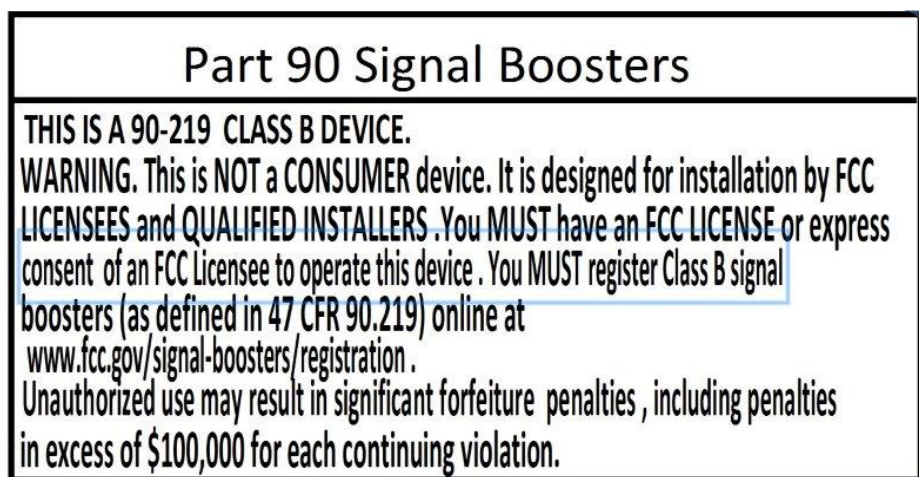 Part 90 Signal Boosters
THIS IS A 90-219 CLASS B DEVICE.
WARNING. This is NOT a CONSUMER device. It is designed for installation by FCC
LICENSEES and QUALIFIED INSTALLERS .You MUST have an FCC LICENSE or express
consent of an FCC Licensee to operate this device . You MUST register Class B signal
boosters (as defined in 47 CFR 90.219) online at
www.fcc.gov/signal-boosters/registration .
Unauthorized use may result in significant forfeiture penalties , including penalties
in excess of $100,000 for each continuing violation.